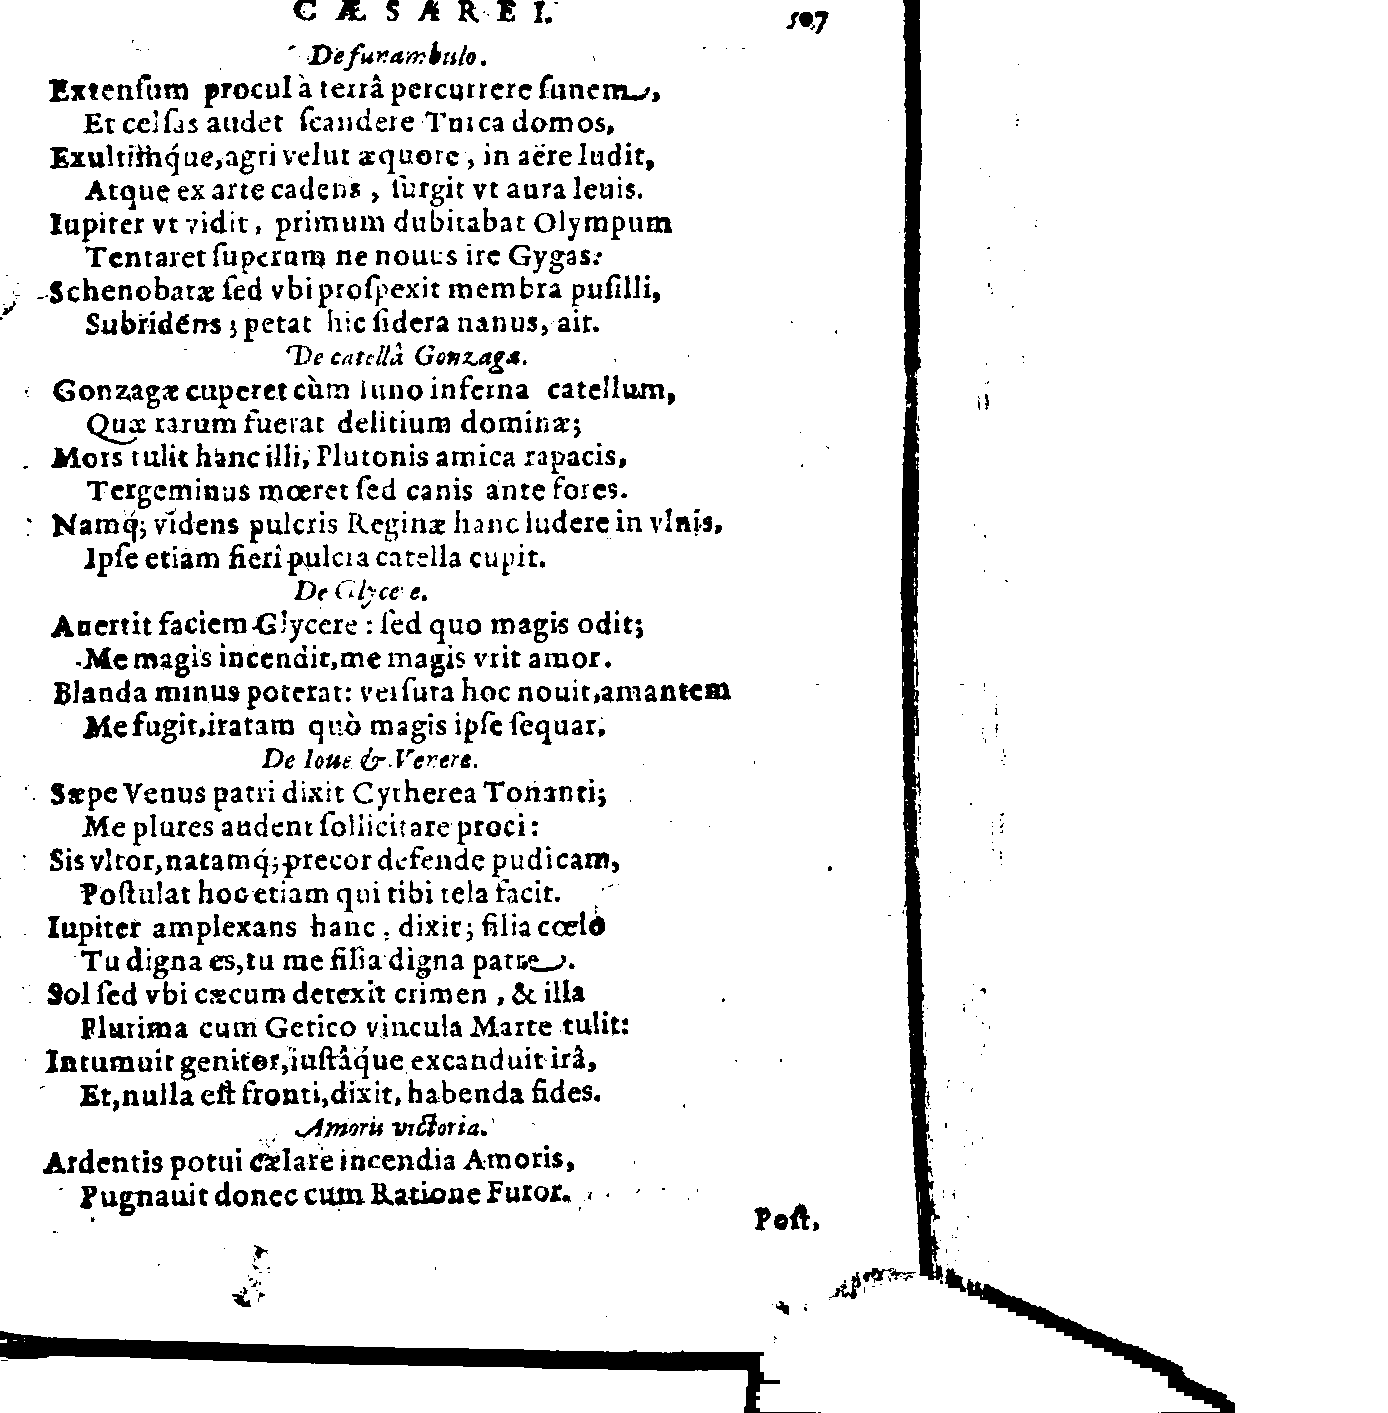 CÆSAREI. 507
De funambulo.
Extenſum procul à terrâ percurrere funem,
Et celſas audet ſcandere Tuſca domos,
Exultátq́ue, agri velut æquore, in aëre ludit,
Atque ex arte cadens, ſurgit vt aura leuis.
Iupiter vt vidit, primum dubitabat Olympum
Tentaret ſuperum ne nouus ire Gygas:
Schenobatæ ſed vbi proſpexit membra puſilli,
Subridens; petat hic ſidera nanus, ait.
De catellâ Gonzagæ.
Gonzagæ cuperet cùm Iuno inferna catellum,
Quæ rarum fuerat delitium dominæ;
Mors tulit hanc illi, Plutonis amica rapacis,
Tergeminus mœret ſed canis ante fores.
Namq́; videns pulcris Reginæ hanc ludere in vlnis,
Ipſe etiam fieri pulcra catella cupit.
De Glycere.
Auertit faciem Glycere: ſed quo magis odit;
Me magis incendit, me magis vrit amor.
Blanda minus poterat: verſuta hoc nouit, amantem
Me fugit, iratam quò magis ipſe ſequar.
De Ioue & Venere.
Sæpe Venus patri dixit Cytherea Tonanti;
Me plures audent ſollicitare proci:
Sis vltor, natamq́; precor defende pudicam,
Poſtulat hoc etiam qui tibi tela facit.
Iupiter amplexans hanc, dixit; filia cœlo
Tu digna es, tu me filia digna patre.
Sol ſed vbi cæcum detexit crimen, & illa
Plurima cum Getico vincula Marte tulit:
Intumuit genitor, iuſtâq́ue excanduit irâ,
Et, nulla eſt fronti, dixit, habenda fides.
Amoris victoria.
Ardentis potui cælare incendia Amoris,
Pugnauit donec cum Ratione Furor.
Poſt,